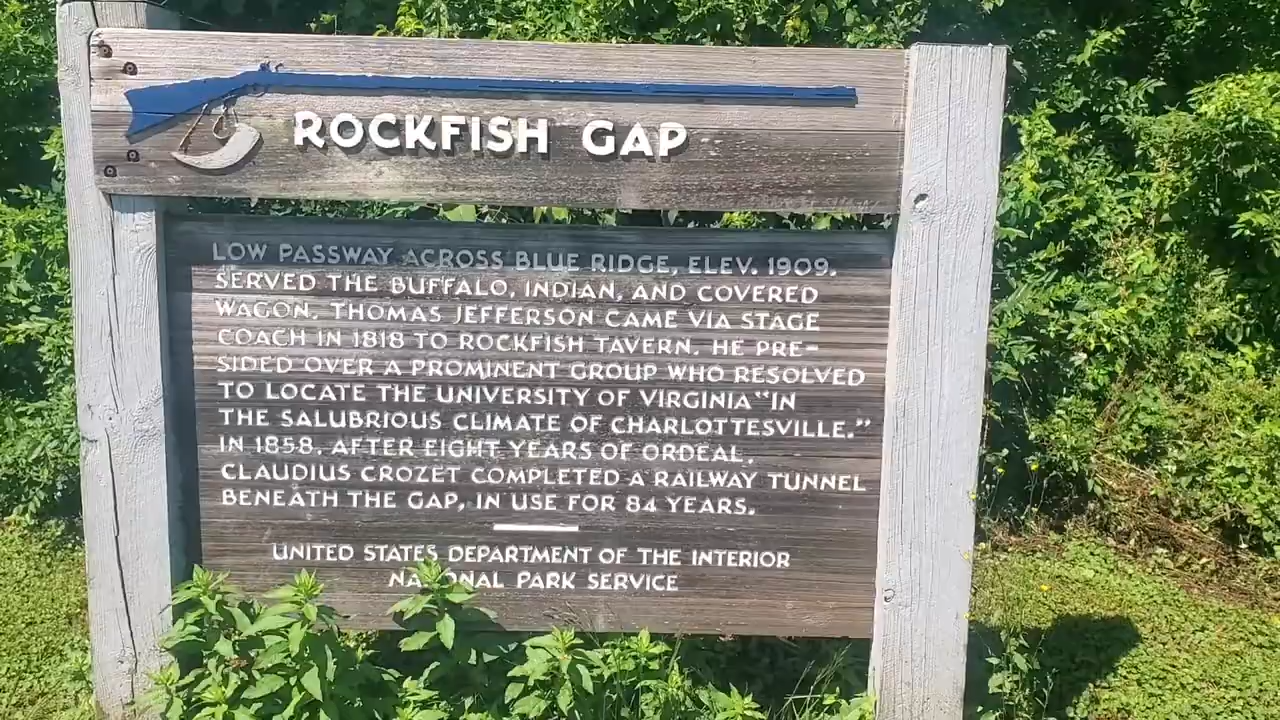 ROCKFISH GAP
LOW PASSWAY ACROSS BLUE RIDGE, ELEV. 1909.
SERVED THE BUFFALO, INDIAN, AND COVERED
WAGON. THOMAS JEFFERSON CAME VIA STAGE
COACH IN 1818 TO ROCKFISH TAVERN. HE PRE-
SIDED OVER A PROMINENT GROUP WHO RESOLVED
TO LOCATE THE UNIVERSITY OF VIRGINIA "IN
THE SALUBRIOUS CLIMATE OF CHARLOTTESVILLE."
IN 1858, AFTER EIGHT YEARS OF ORDEAL,
CLAUDIUS CROZET COMPLETED A RAILWAY TUNNEL
BENEATH THE GAP, IN USE FOR 84 YEARS.
UNITED STATES DEPARTMENT OF THE INTERIOR
NATIONAL PARK SERVICE